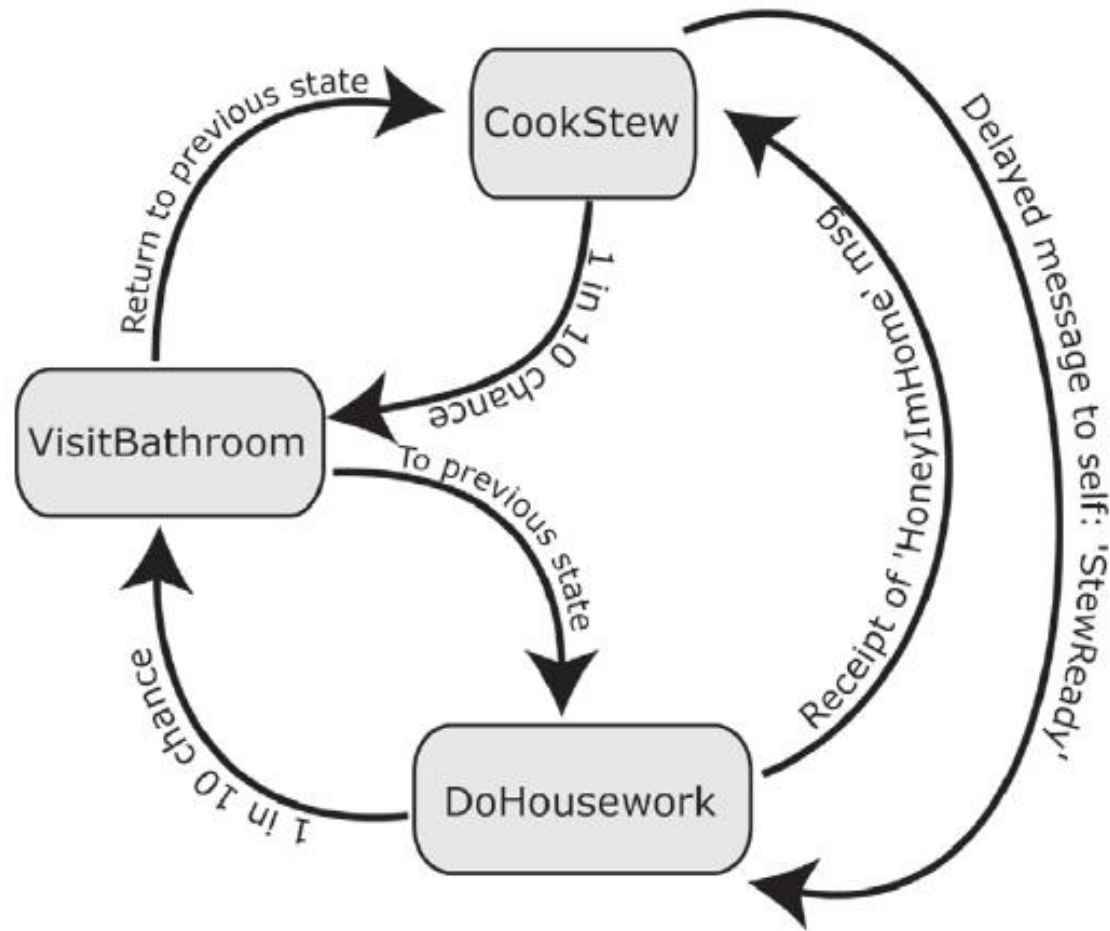 CookStew
Return to previous state
1 in 10 chance
Delayed message to self: 'StewReady'
Receipt of 'HoneyImHome' msg
VisitBathroom
To previous state
1 in 10 chance
DoHousework